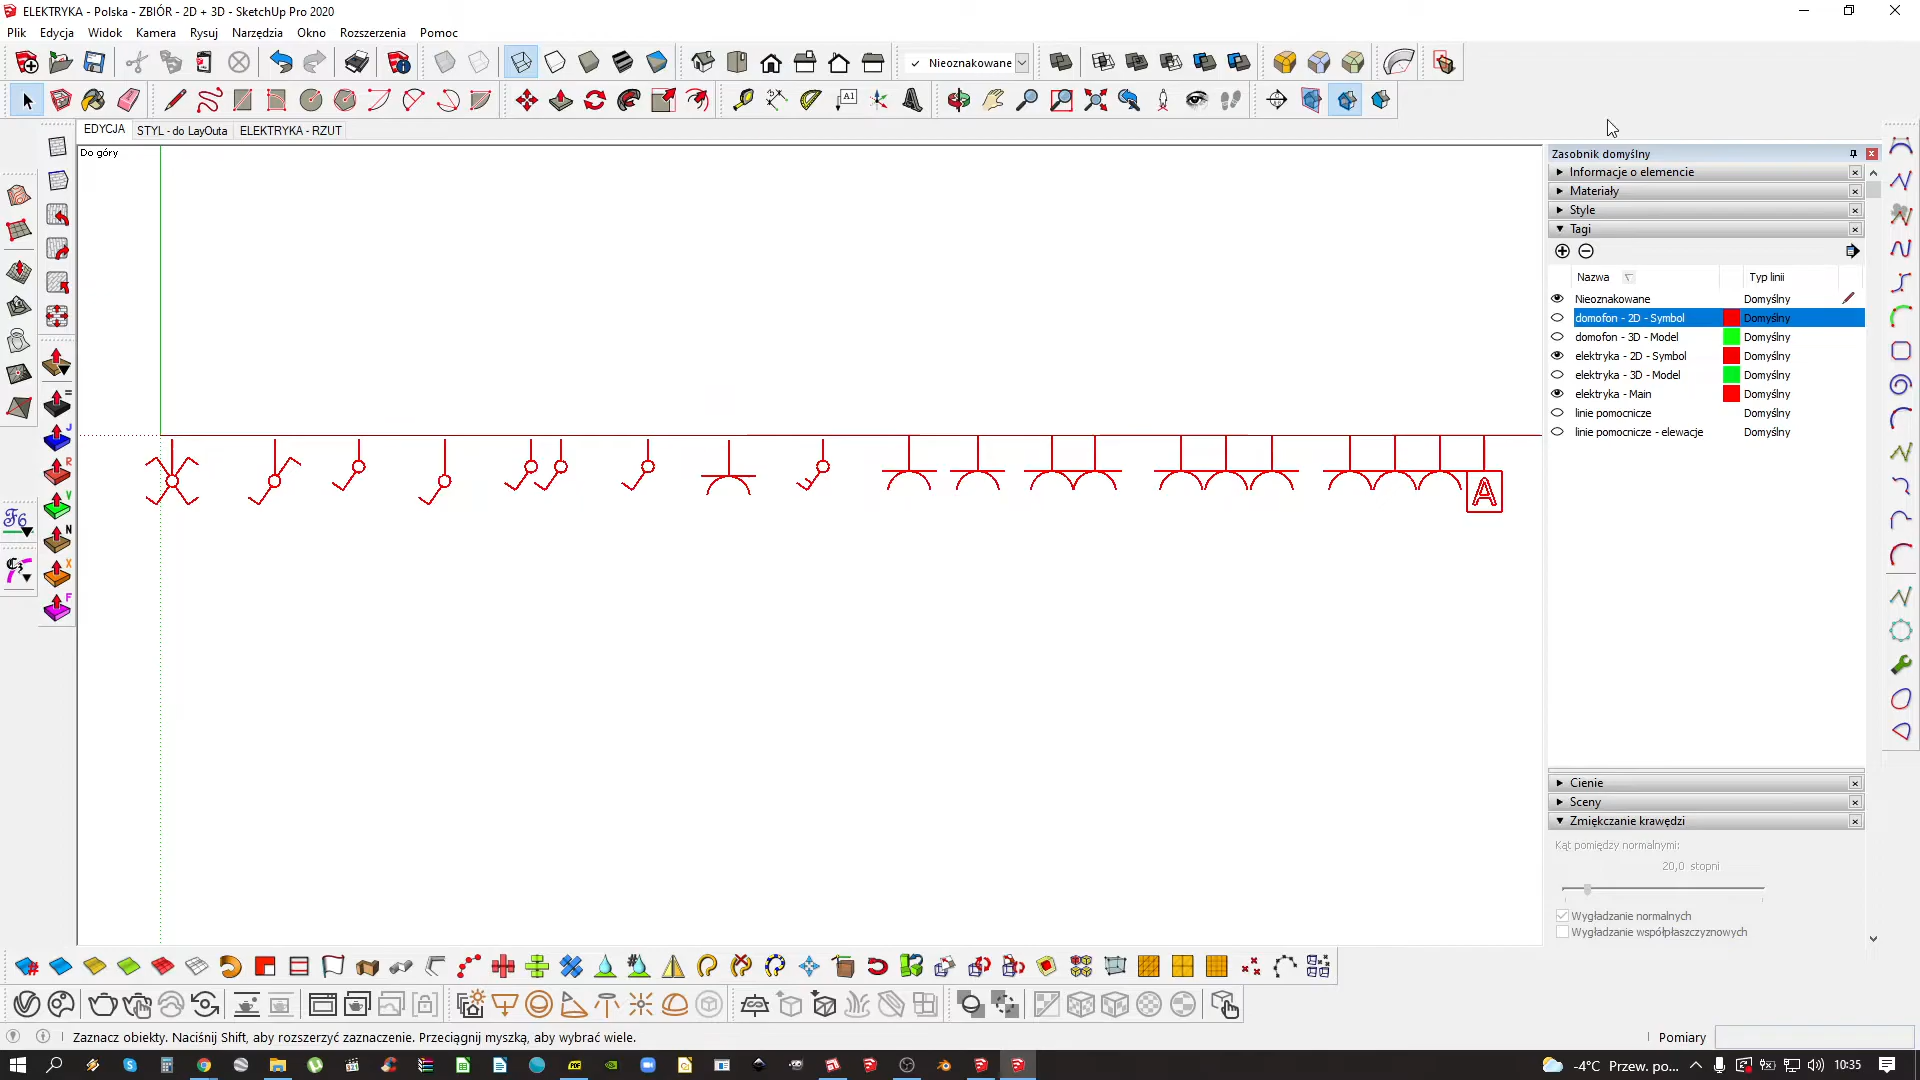 ELEKTRYKA - Polska - ZBIÓR - 2D + 3D - SketchUp Pro 2020
Plik Edycja Widok Kamera Rysuj Narzędzia Okno Rozszerzenia Pomoc
Nieoznakowane
A1
EDYCJA STYL - do LayOuta ELEKTRYKA - RZUT
Do góry
Zasobnik domyślny
Informacje o elemencie
Materiały
Style
Tagi
Nazwa Typ linii
Nieoznakowane Domyślny
domofon - 2D - Symbol Domyślny
domofon - 3D - Model Domyślny
elektryka - 2D - Symbol Domyślny
elektryka - 3D - Model Domyślny
elektryka - Main Domyślny
linie pomocnicze Domyślny
linie pomocnicze - elewacje Domyślny
A
J
R
V
N
X
F
F6
Cienie
Sceny
Zmiękczanie krawędzi
Kąt pomiędzy normalnymi:
20,0 stopni
Wygładzanie normalnych
Wygładzanie współpłaszczyznowych
Zaznacz obiekty. Naciśnij Shift, aby rozszerzyć zaznaczenie. Przeciągnij myszką, aby wybrać wiele.
Pomiary
-4°C Przew. po... 10:35